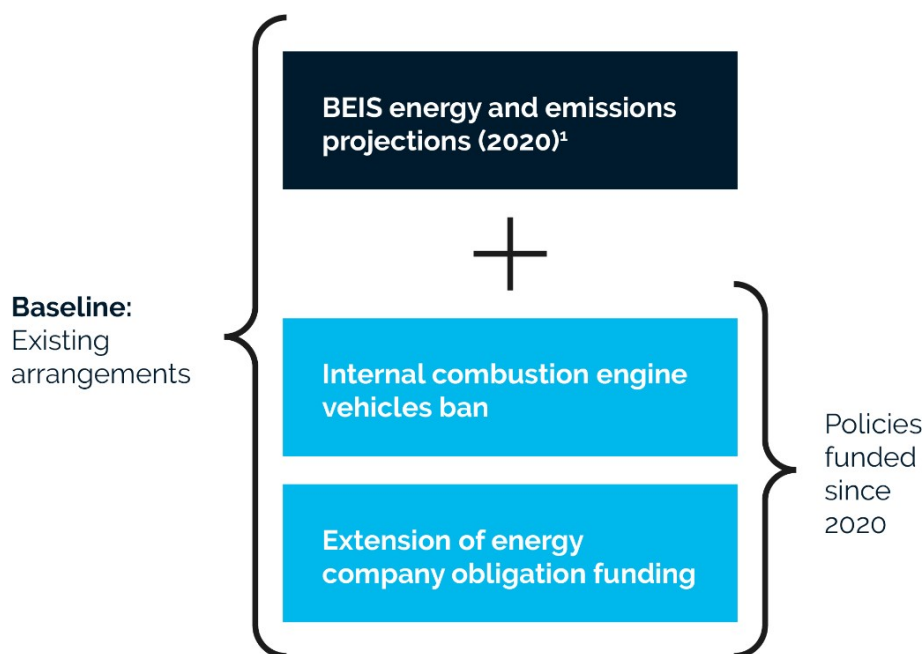 BEIS energy and emissions
projections (2020)¹
Baseline:
Existing
arrangements
Internal combustion engine
vehicles ban
Policies
funded
since
2020
Extension of energy
company obligation funding